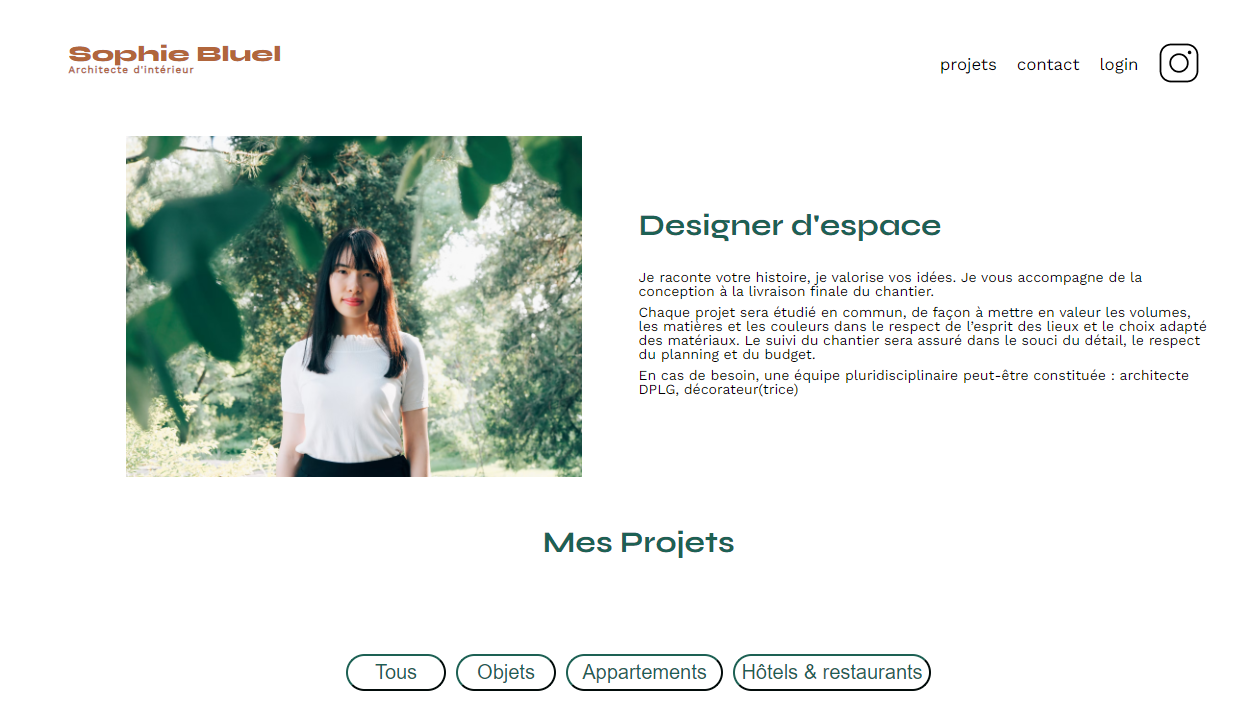 Sophie Bluel
Architecte d'intérieur
projets
contact
login
Designer d'espace
Je raconte votre histoire, je valorise vos idées. Je vous accompagne de la
conception à la livraison finale du chantier.
Chaque projet sera étudié en commun, de façon à mettre en valeur les volumes,
les matières et les couleurs dans le respect de l’esprit des lieux et le choix adapté
des matériaux. Le suivi du chantier sera assuré dans le souci du détail, le respect
du planning et du budget.
En cas de besoin, une équipe pluridisciplinaire peut-être constituée : architecte
DPLG, décorateur(trice)
Mes Projets
Tous
Objets
Appartements
Hôtels & restaurants